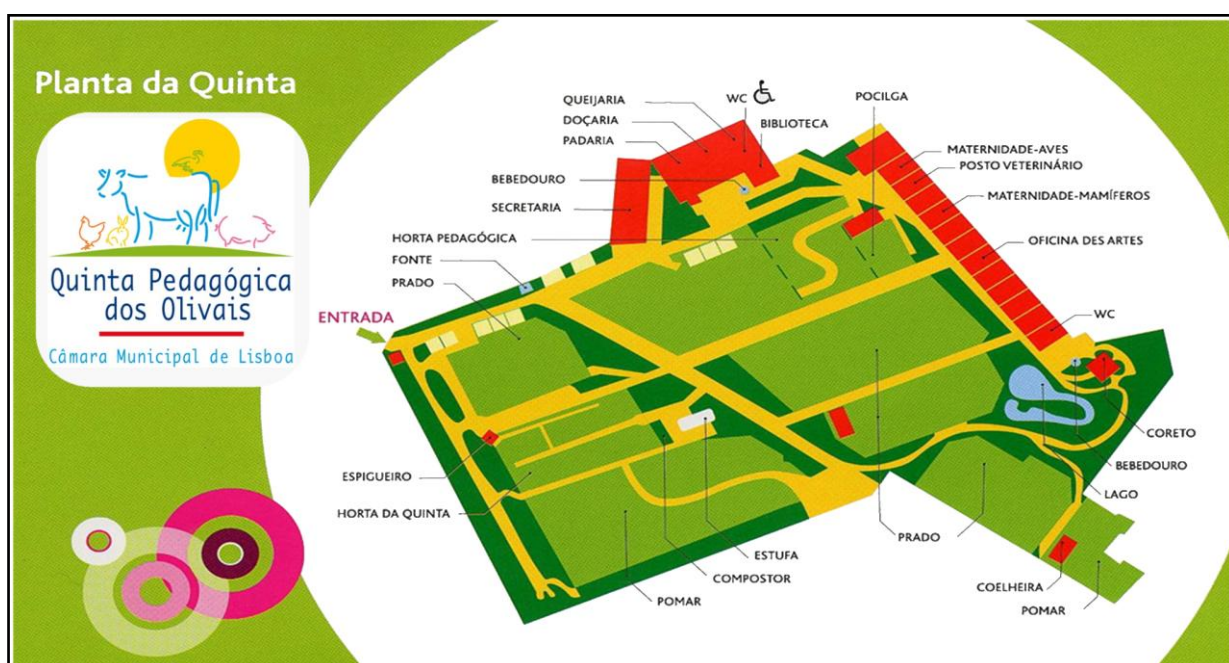 Planta da Quinta
Quinta Pedagógica
dos Olivais
Câmara Municipal de Lisboa
QUEIJARIA
DOÇARIA
PADARIA
WC
BIBLIOTECA
POCILGA
BEBEDOURO
SECRETARIA
MATERNIDADE-AVES
POSTO VETERINÁRIO
MATERNIDADE-MAMÍFEROS
OFICINA DES ARTES
HORTA PEDAGÓGICA
FONTE
PRADO
ENTRADA
WC
ESPIGUEIRO
HORTA DA QUINTA
CORETO
BEBEDOURO
LAGO
PRADO
ESTUFA
COMPOSTOR
POMAR
COELHEIRA
POMAR